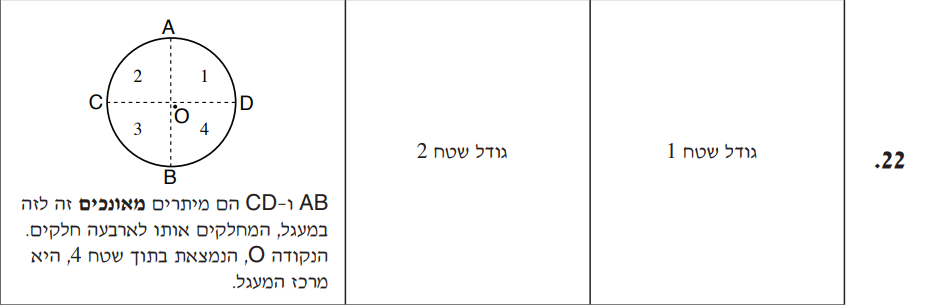 22.
גודל שטח 1
גודל שטח 2
A
2 1
C D
O
3 4
B
AB ו-CD הם מיתרים מאונכים זה לזה
במעגל, המחלקים אותו לארבעה חלקים.
הנקודה O, הנמצאת בתוך שטח 4, היא
מרכז המעגל.